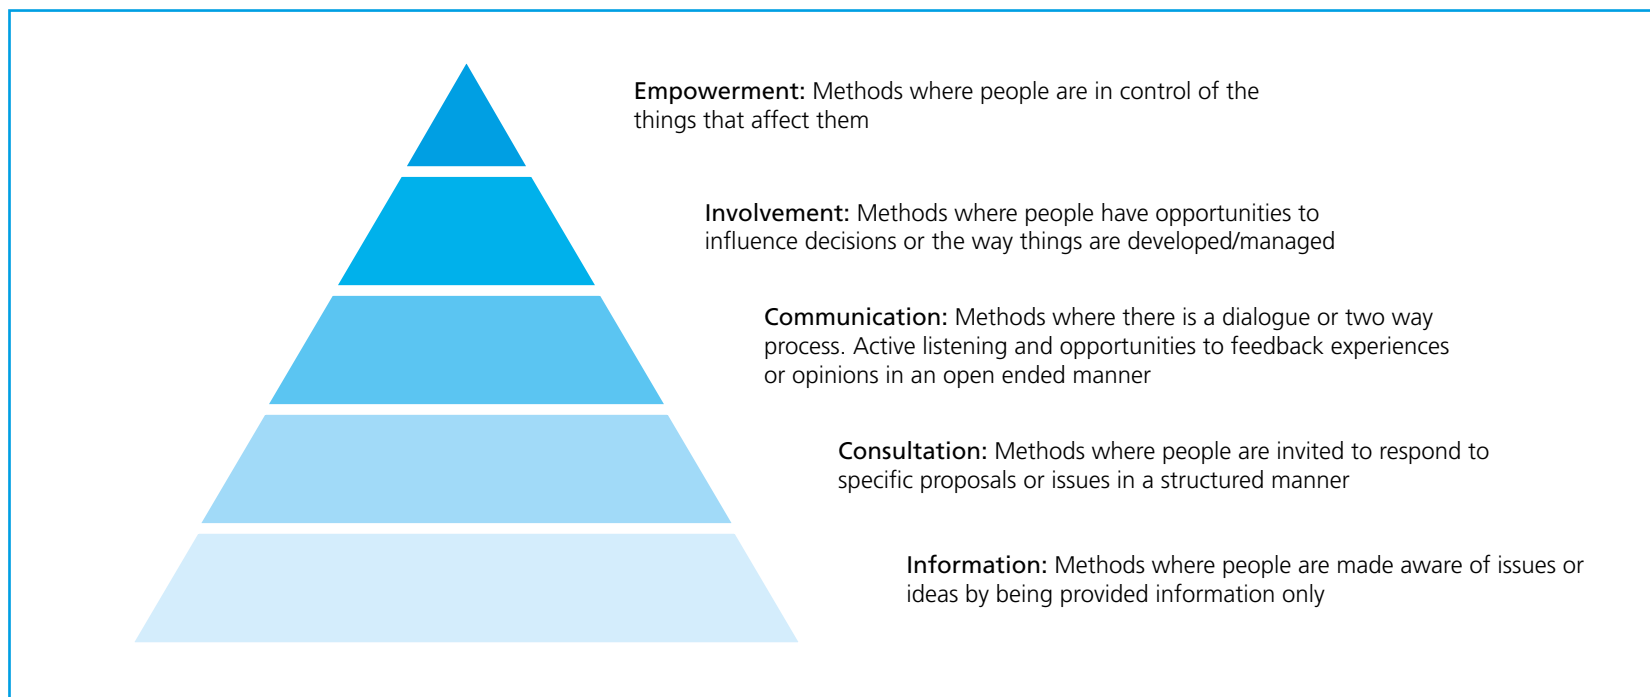 Empowerment: Methods where people are in control of the
things that affect them
Involvement: Methods where people have opportunities to
influence decisions or the way things are developed/managed
Communication: Methods where there is a dialogue or two way
process. Active listening and opportunities to feedback experiences
or opinions in an open ended manner
Consultation: Methods where people are invited to respond to
specific proposals or issues in a structured manner
Information: Methods where people are made aware of issues or
ideas by being provided information only